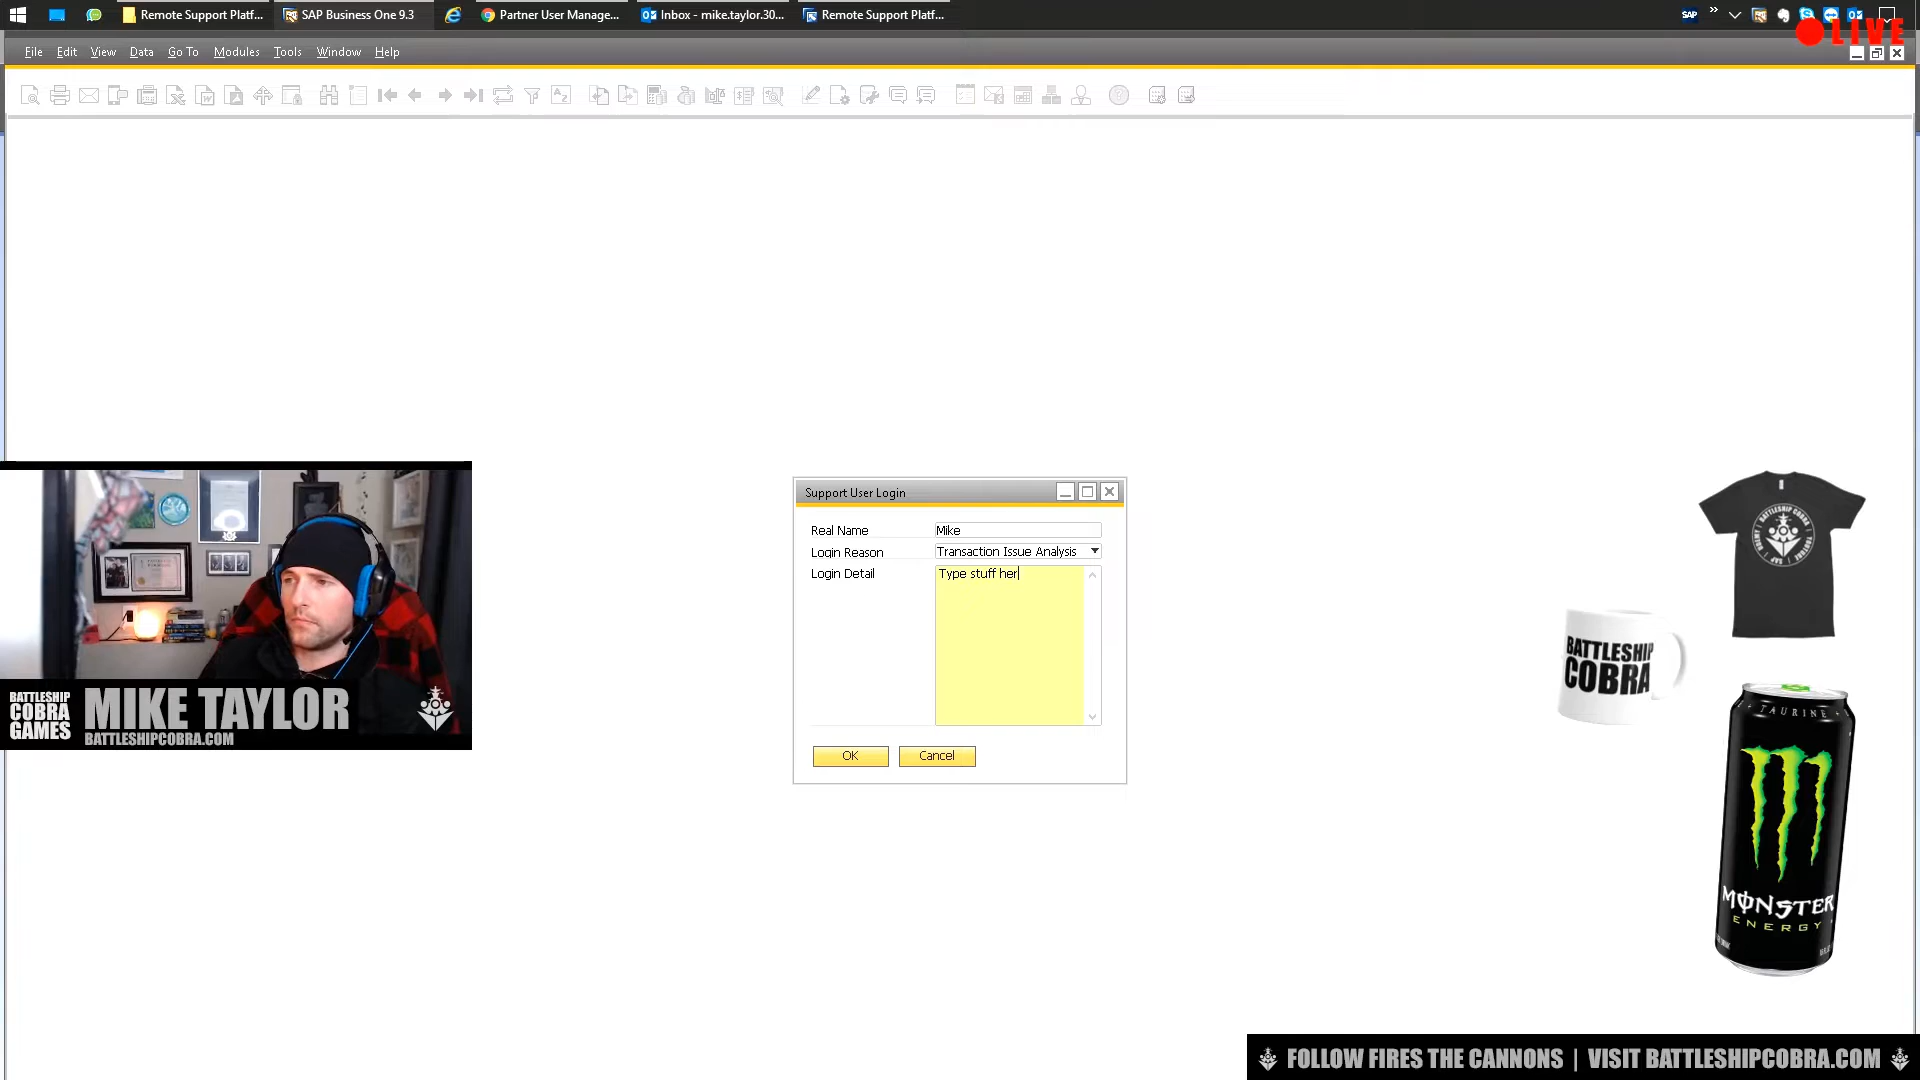 Remote Support Platf...
SAP Business One 9.3
Partner User Manage...
Inbox - mike.taylor.30...
Remote Support Platf...
SAP
LIVE
File Edit View Data Go To Modules Tools Window Help
Support User Login
Real Name Mike
Login Reason Transaction Issue Analysis
Login Detail Type stuff her
OK Cancel
BATTLESHIP
COBRA
GAMES
MIKE TAYLOR
BATTLESHIPCOBRA.COM
BATTLESHIP COBRA
BATTLESHIP
COBRA
TAURINE
MONSTER
ENERGY
FOLLOW FIRES THE CANNONS | VISIT BATTLESHIPCOBRA.COM